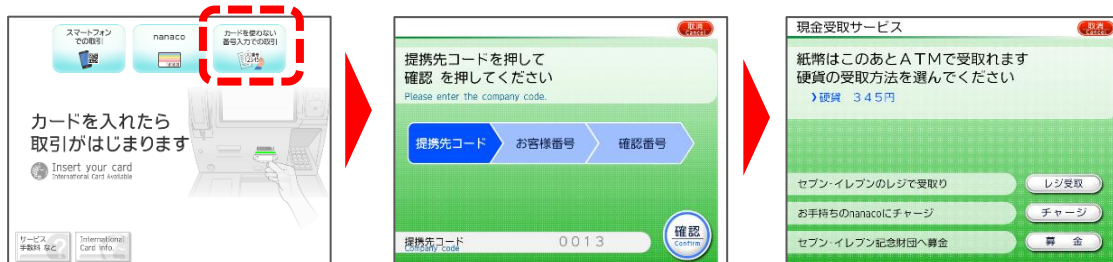 スマートフォン
での取引
nanaco
カードを使わない
番号入力での取引
カードを入れたら
取引がはじまります
Insert your card
International Card Available
サービス
手数料 など
International
Card Info.
取消
Cancel
提携先コードを押して
確認 を押してください
Please enter the company code.
提携先コード
お客様番号
確認番号
提携先コード
Company code
0013
確認
Confirm
現金受取サービス
取消
Cancel
紙幣はこのあとATMで受取れます
硬貨の受取方法を選んでください
》硬貨 345円
セブン-イレブンのレジで受取り
レジ受取
お手持ちのnanacoにチャージ
チャージ
セブン-イレブン記念財団へ募金
募 金